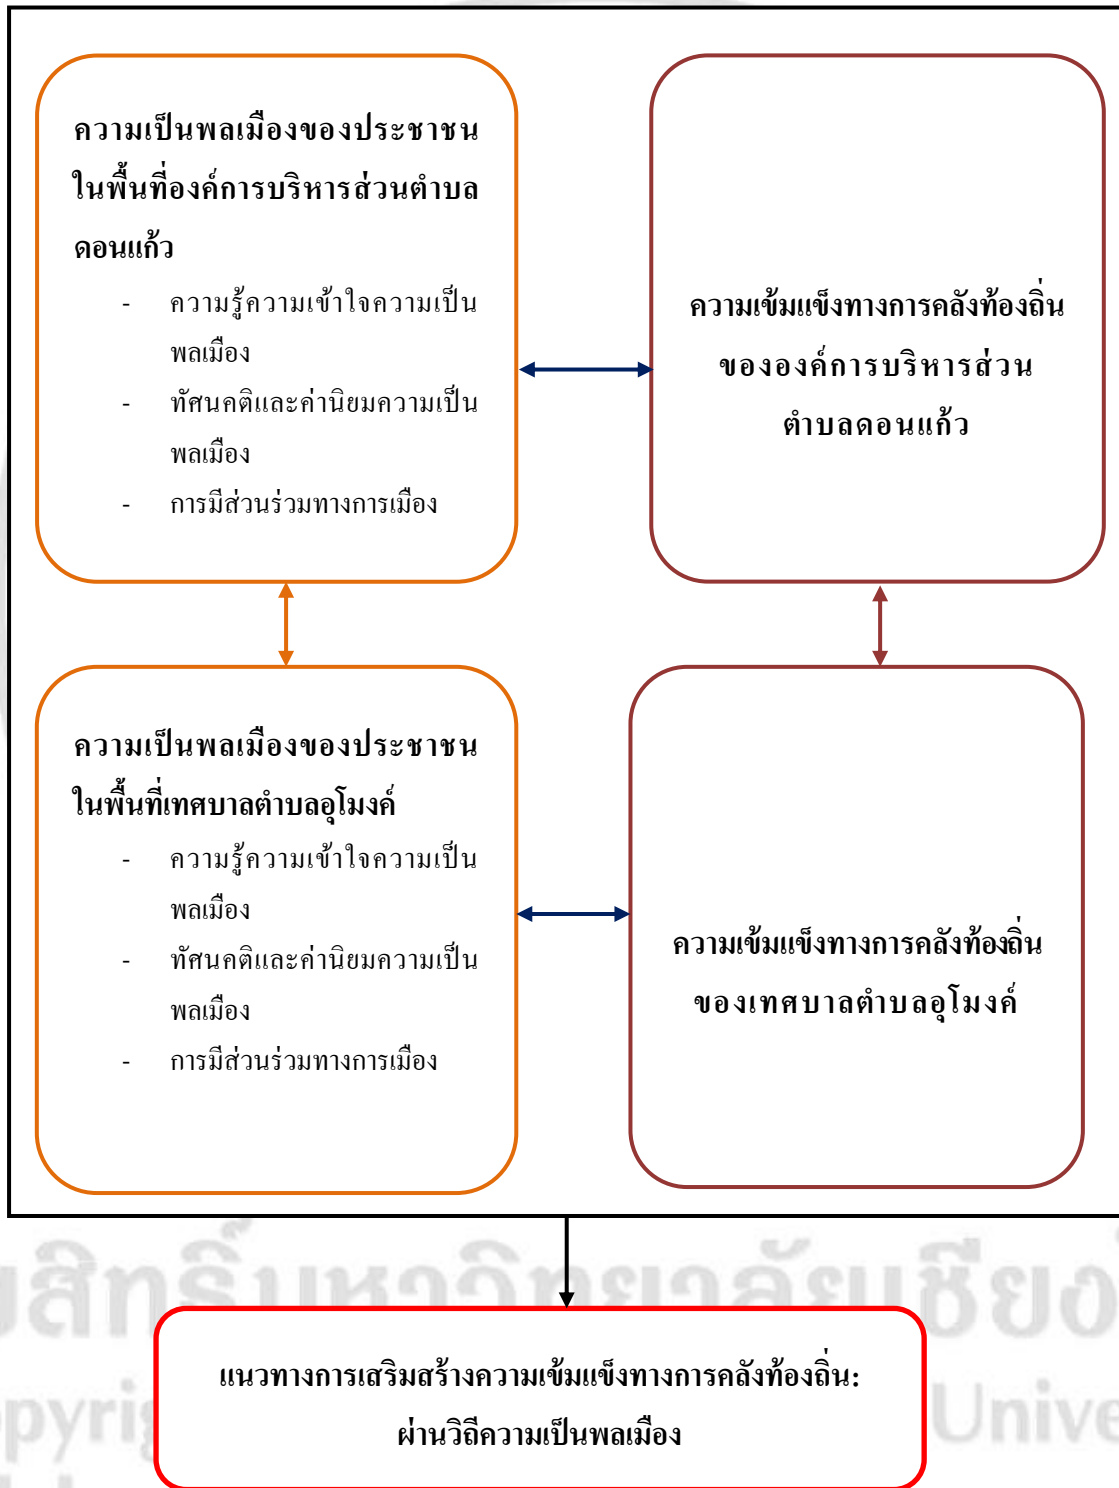 ความเป็นพลเมืองของประชาชน
ในพื้นที่องค์การบริหารส่วนตำบล
ดอนแก้ว
- ความรู้ความเข้าใจความเป็น
พลเมือง
- ทัศนคติและค่านิยมความเป็น
พลเมือง
- การมีส่วนร่วมทางการเมือง
ความเข้มแข็งทางการคลังท้องถิ่น
ขององค์การบริหารส่วน
ตำบลดอนแก้ว
ความเป็นพลเมืองของประชาชน
ในพื้นที่เทศบาลตำบลอุโมงค์
- ความรู้ความเข้าใจความเป็น
พลเมือง
- ทัศนคติและค่านิยมความเป็น
พลเมือง
- การมีส่วนร่วมทางการเมือง
ความเข้มแข็งทางการคลังท้องถิ่น
ของเทศบาลตำบลอุโมงค์
สิทธิ์มหาวิทยาลัยเชียง
แนวทางการเสริมสร้างความเข้มแข็งทางการคลังท้องถิ่น:
ผ่านวิถีความเป็นพลเมือง